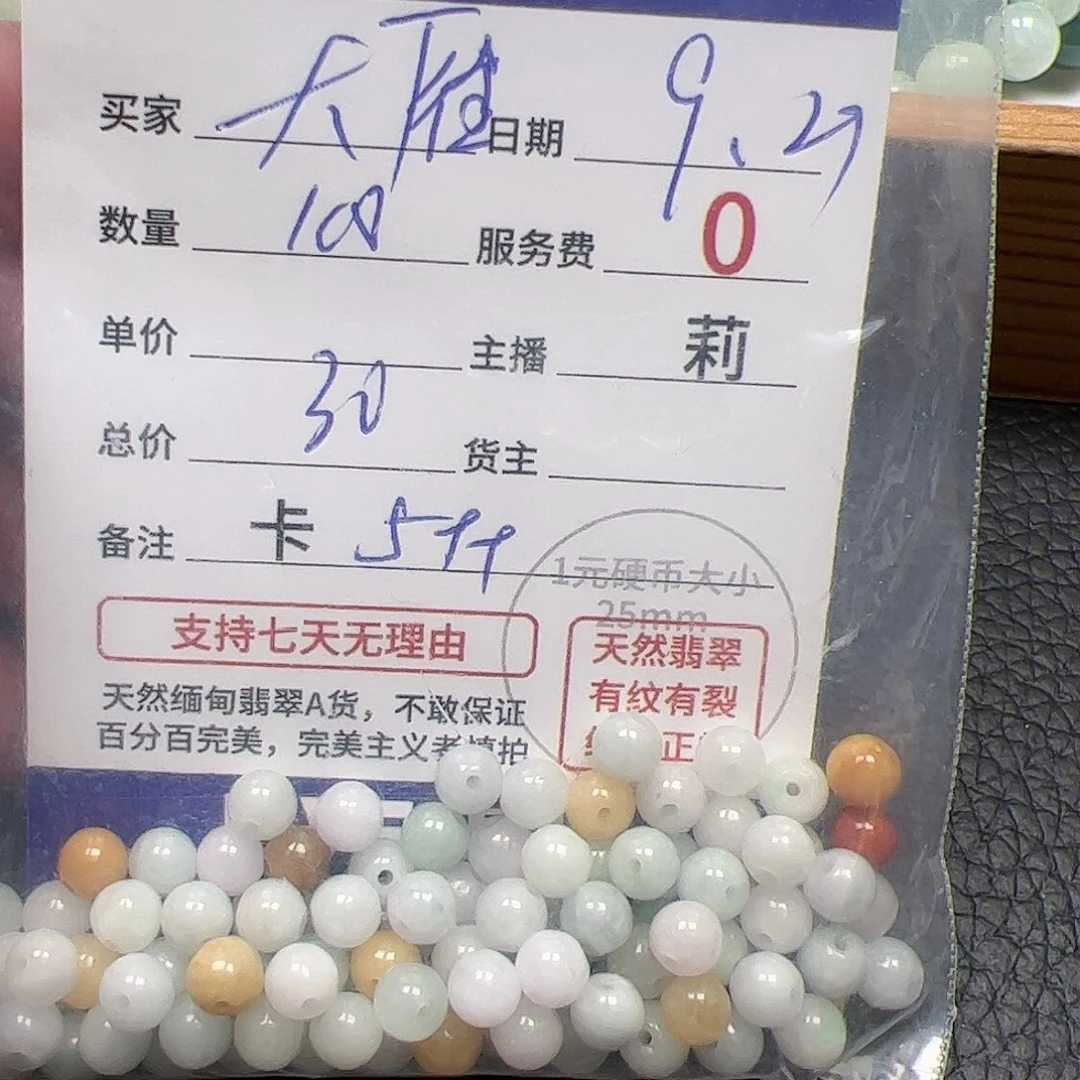 买家 大 日期 9、27
数量 108 服务费 0
单价 主播 莉
30
总价 货主
备注 卡 544
1元硬币大小
25mm
支持七天无理由
天然翡翠
有纹有裂
天然缅甸翡翠A货，不敢保证
百分百完美，完美主义者慎拍
正